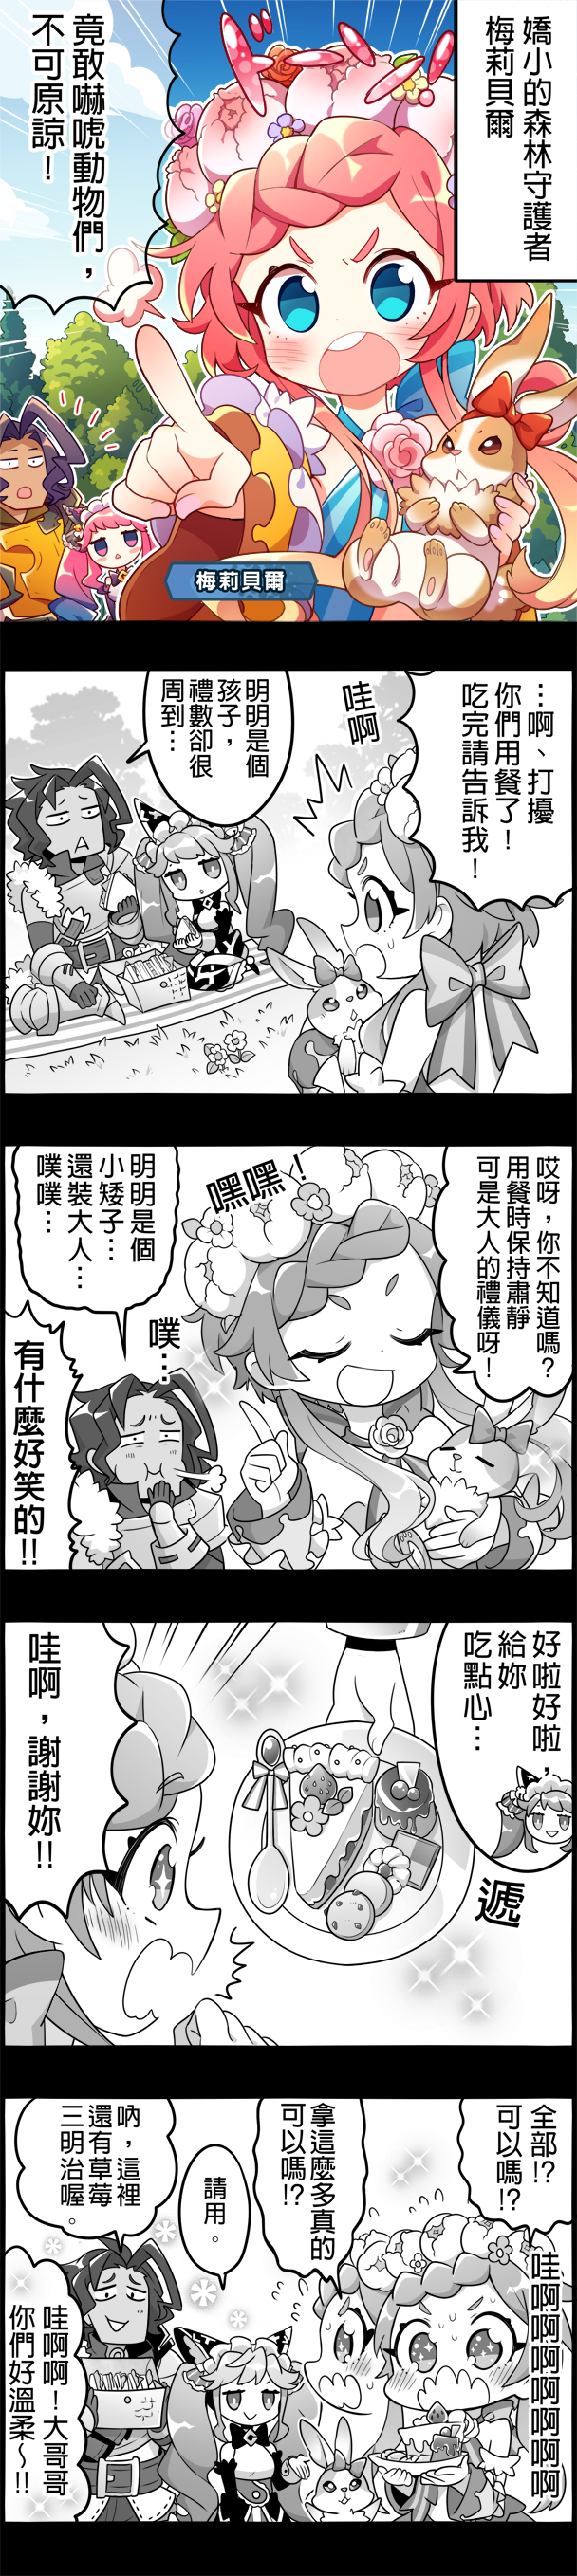 嬌小的森林守護者
梅莉貝爾
竟敢嚇唬動物們，
不可原諒！
梅莉貝爾
…啊、打擾
你們用餐了！
吃完請告訴我！
哇啊
明明是個
孩子，
禮數卻很
周到…
哎呀，你不知道嗎？
用餐時保持肅靜
可是大人的禮儀呀！
嘿嘿！
明明是個
小矮子…
還裝大人…
噗噗…
噗…
有什麼好笑的!!
好啦好啦，
給妳
吃點心…
遞
哇啊，謝謝妳!!
全部!?
可以嗎!?
哇啊啊啊啊啊啊啊
拿這麼多真的
可以嗎!?
請用。
吶，這裡
還有草莓
三明治喔。
哇啊啊！大哥哥
你們好溫柔～!!